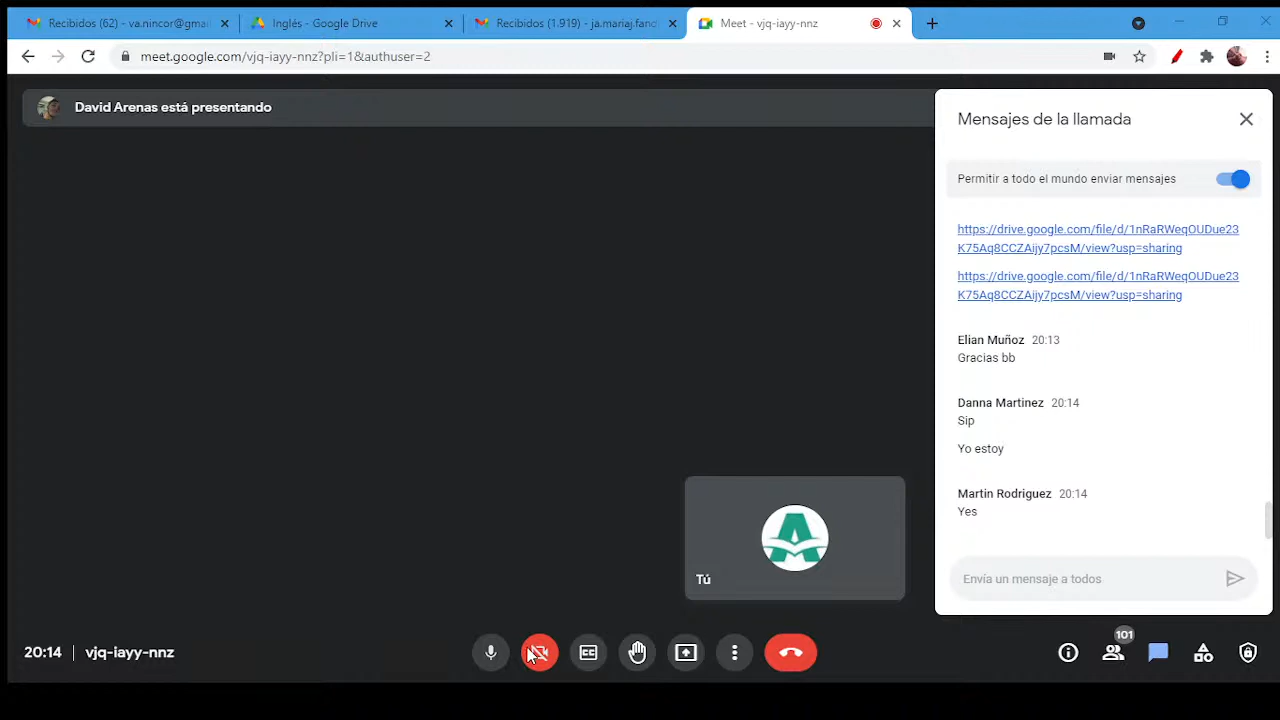 Recibidos (62) - va.nincor@gmai
Inglés - Google Drive
Recibidos (1.919) - ja.mariaj.fand
Meet - vjq-iayy-nnz
meet.google.com/vjq-iayy-nnz?pli=1&authuser=2
David Arenas está presentando
Mensajes de la llamada
Permitir a todo el mundo enviar mensajes
https://drive.google.com/file/d/1nRaRWeqOUDue23
K75Aq8CCZAijy7pcsM/view?usp=sharing
https://drive.google.com/file/d/1nRaRWeqOUDue23
K75Aq8CCZAijy7pcsM/view?usp=sharing
Elian Muñoz 20:13
Gracias bb
Danna Martinez 20:14
Sip
Yo estoy
Martin Rodriguez 20:14
Yes
Tú
Envía un mensaje a todos
20:14 | vjq-iayy-nnz
CC
101